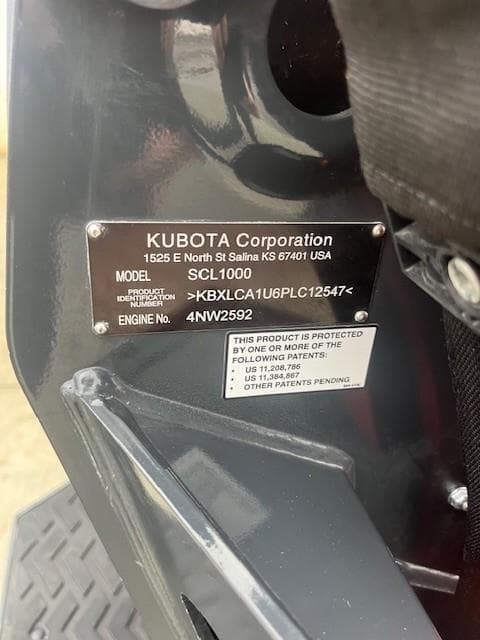 KUBOTA Corporation
1525 E North St Salina KS 67401 USA
MODEL SCL1000
PRODUCT
IDENTIFICATION >KBXLCA1U6PLC12547<
NUMBER
ENGINE No. 4NW2592
THIS PRODUCT IS PROTECTED
BY ONE OR MORE OF THE
FOLLOWING PATENTS:
• US 11,208,786
• US 11,384,867
• OTHER PATENTS PENDING